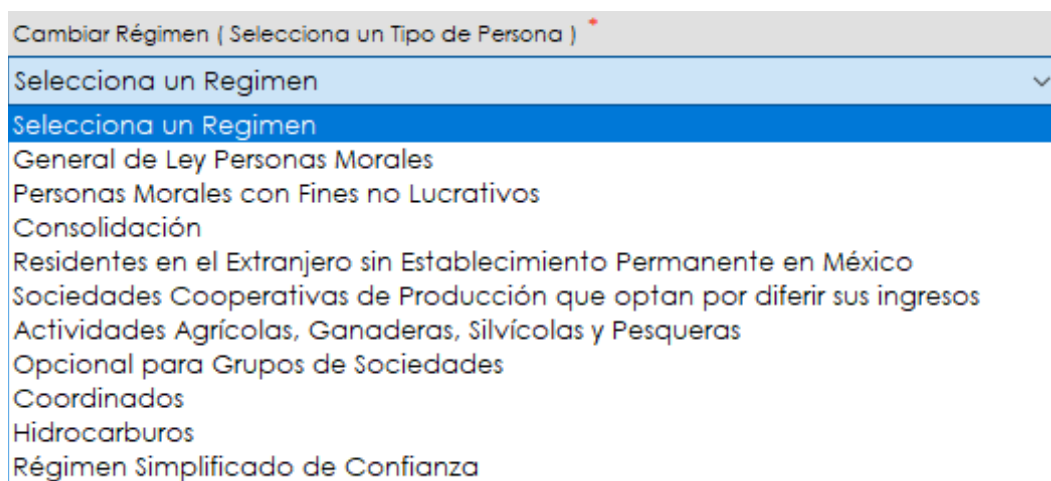 Cambiar Régimen ( Selecciona un Tipo de Persona ) *
Selecciona un Regimen
Selecciona un Regimen
General de Ley Personas Morales
Personas Morales con Fines no Lucrativos
Consolidación
Residentes en el Extranjero sin Establecimiento Permanente en México
Sociedades Cooperativas de Producción que optan por diferir sus ingresos
Actividades Agrícolas, Ganaderas, Silvícolas y Pesqueras
Opcional para Grupos de Sociedades
Coordinados
Hidrocarburos
Régimen Simplificado de Confianza